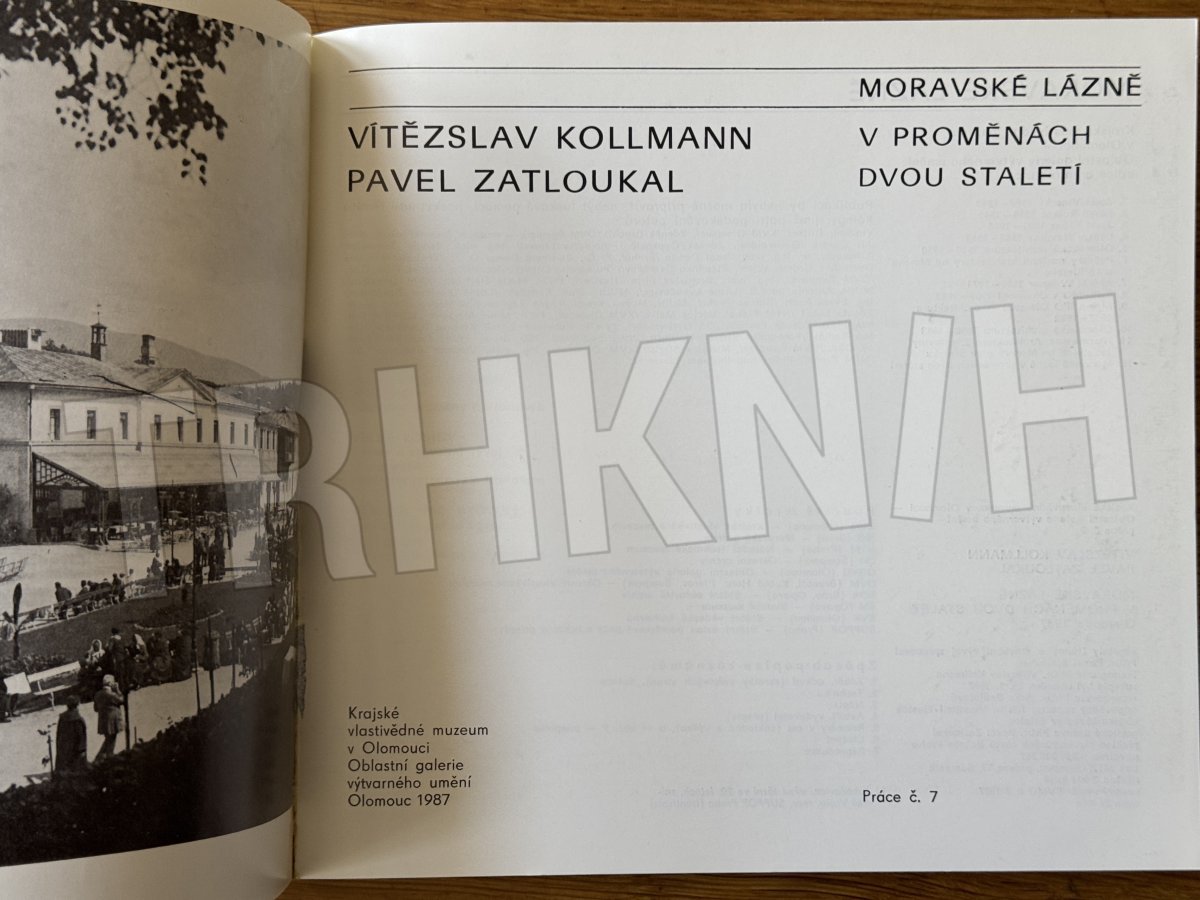 MORAVSKÉ LÁZNĚ
VÍTĚZSLAV KOLLMANN
V PROMĚNÁCH
PAVEL ZATLOUKAL
DVOU STALETÍ
TRHKN/H
Krajské
vlastivědné muzeum
v Olomouci
Oblastní galerie
výtvarného umění
Olomouc 1987
Práce č. 7